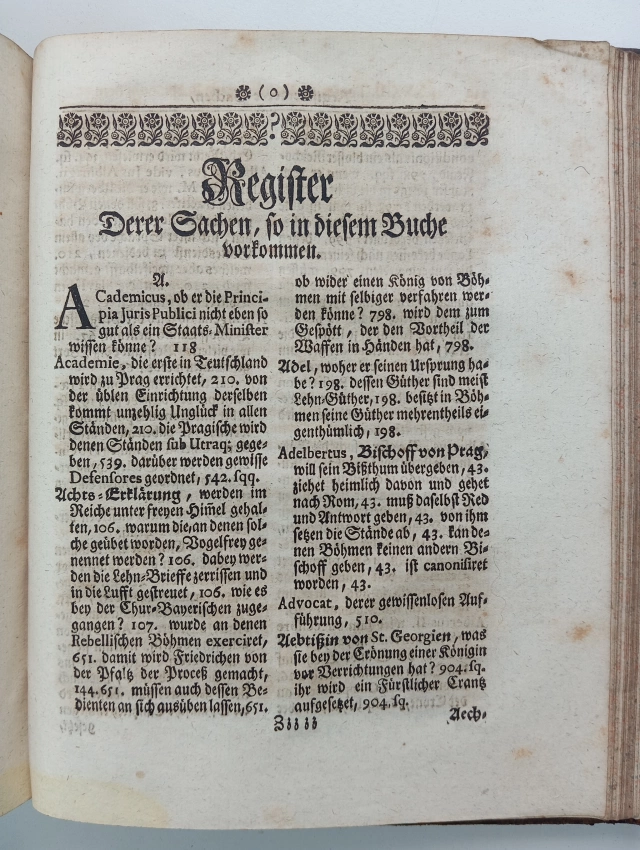 (o)
Register
Derer Sachen, so in diesem Buche
vorkommen.
A.
ACademicus, ob er die Princi-
pia Juris Publici nicht eben so
gut als ein Staats-Minister
wissen könne? 118
Academie, die erste in Teutschland
wird zu Prag errichtet, 210. von
der üblen Einrichtung derselben
kommt unzehlig Unglück in allen
Ständen, 210. die Pragische wird
denen Ständen sub Utraq; gege-
ben, 539. darüber werden gewisse
Defensores geordnet, 542. sqq.
Achts-Erklärung, werden im
Reiche unter freyen Him̄el gehal-
ten, 106. warum die, an denen sol-
che geübet worden, Vogelfrey ge-
nennet werden? 106. dabey wer-
den die Lehn-Brieffe zerrissen und
in die Lufft gestreuet, 106. wie es
bey der Chur-Bayerischen zuge-
gangen? 107. wurde an denen
Rebellischen Böhmen exerciret,
651. damit wird Friedrichen von
der Pfaltz der Proceß gemacht,
144. 651. müssen auch dessen Be-
dienten an sich ausüben lassen, 651.
ob wider einen König von Böh-
men mit selbiger verfahren wer-
den könne? 798. wird dem zum
Gespött, der den Vortheil der
Waffen in Händen hat, 798.
Adel, woher er seinen Ursprung ha-
be? 198. dessen Güther sind meist
Lehn-Güther, 198. besitzt in Böh-
men seine Güther mehrentheils ei-
genthümlich, 198.
Adelbertus, Bischoff von Prag,
will sein Bißthum übergeben, 43.
ziehet heimlich davon und gehet
nach Rom, 43. muß daselbst Red
und Antwort geben, 43. von ihm
setzen die Stände ab, 43. kan de-
nen Böhmen keinen andern Bi-
schoff geben, 43. ist canonisiret
worden, 43.
Advocat, derer gewissenlosen Auf-
führung, 510.
Aebtißin von St. Georgien, was
sie bey der Crönung einer Königin
vor Verrichtungen hat? 904. sq.
ihr wird ein Fürstlicher Crantz
aufgesetzet, 904. sq.
Zzz zz
Aech-